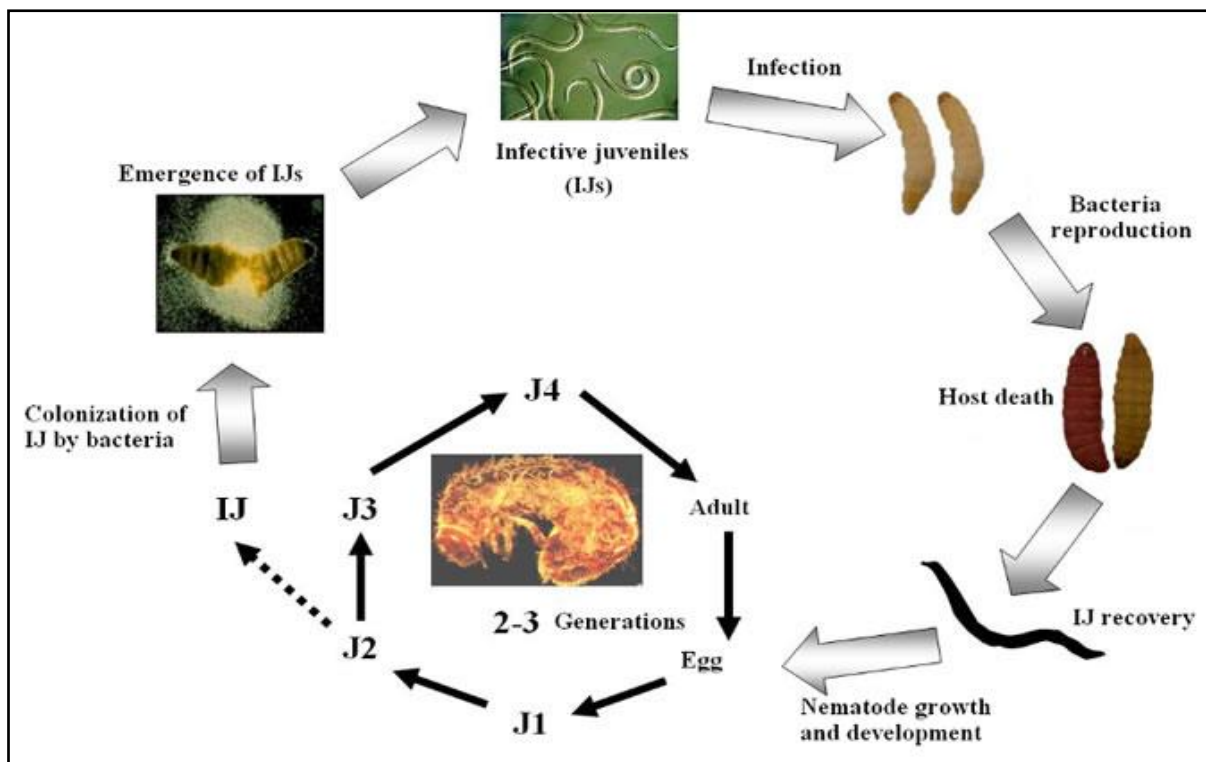 Infection
Infective juveniles
(IJs)
Emergence of IJs
Bacteria
reproduction
Host death
Colonization of
IJ by bacteria
J4
IJ
J3
Adult
2-3 Generations
IJ recovery
J2
Egg
J1
Nematode growth
and development